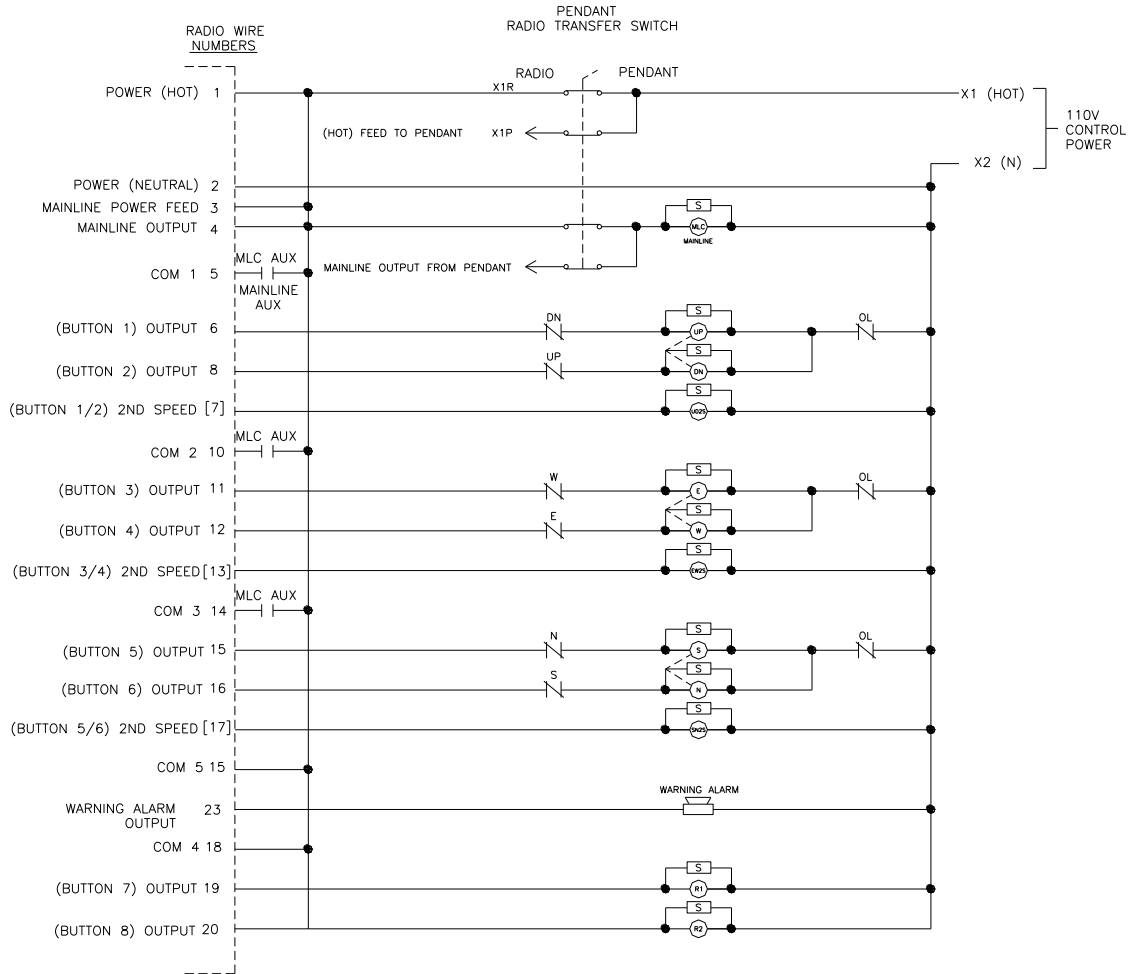 PENDANT
RADIO TRANSFER SWITCH
RADIO WIRE
NUMBERS
RADIO PENDANT
POWER (HOT) 1 X1R X1 (HOT)
110V
CONTROL
POWER
(HOT) FEED TO PENDANT X1P
X2 (N)
POWER (NEUTRAL) 2
MAINLINE POWER FEED 3
S
MAINLINE OUTPUT 4 MLC
MAINLINE
MLC AUX
COM 1 5 MAINLINE OUTPUT FROM PENDANT
MAINLINE
AUX
S
DN OL
(BUTTON 1) OUTPUT 6 UP
UP S
(BUTTON 2) OUTPUT 8 DN
S
(BUTTON 1/2) 2ND SPEED [7] UD2S
MLC AUX
COM 2 10
S
W OL
(BUTTON 3) OUTPUT 11 E
E S
(BUTTON 4) OUTPUT 12 W
S
(BUTTON 3/4) 2ND SPEED [13] EW2S
MLC AUX
COM 3 14
S
N OL
(BUTTON 5) OUTPUT 15 S
S S
(BUTTON 6) OUTPUT 16 N
S
(BUTTON 5/6) 2ND SPEED [17] SN2S
COM 5 15
WARNING ALARM
WARNING ALARM 23
OUTPUT
COM 4 18
S
(BUTTON 7) OUTPUT 19 R1
S
(BUTTON 8) OUTPUT 20 R2